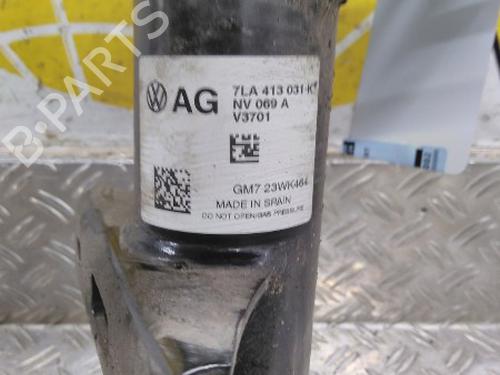 B-PARTS
AG
7LA 413 031
NV 069 A
V3701
GM7 23WK464
MADE IN SPAIN
DO NOT OPEN/GAS PRESSURE